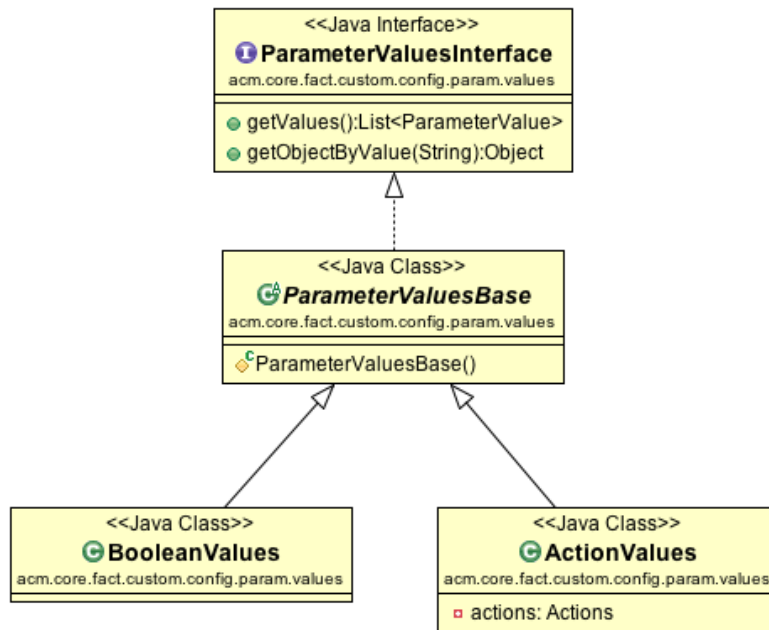 <<Java Interface>>
ParameterValuesInterface
acm.core.fact.custom.config.param.values
getValues():List<ParameterValue>
getObjectByValue(String):Object
<<Java Class>>
ParameterValuesBase
acm.core.fact.custom.config.param.values
ParameterValuesBase()
<<Java Class>>
BooleanValues
acm.core.fact.custom.config.param.values
<<Java Class>>
ActionValues
acm.core.fact.custom.config.param.values
actions: Actions